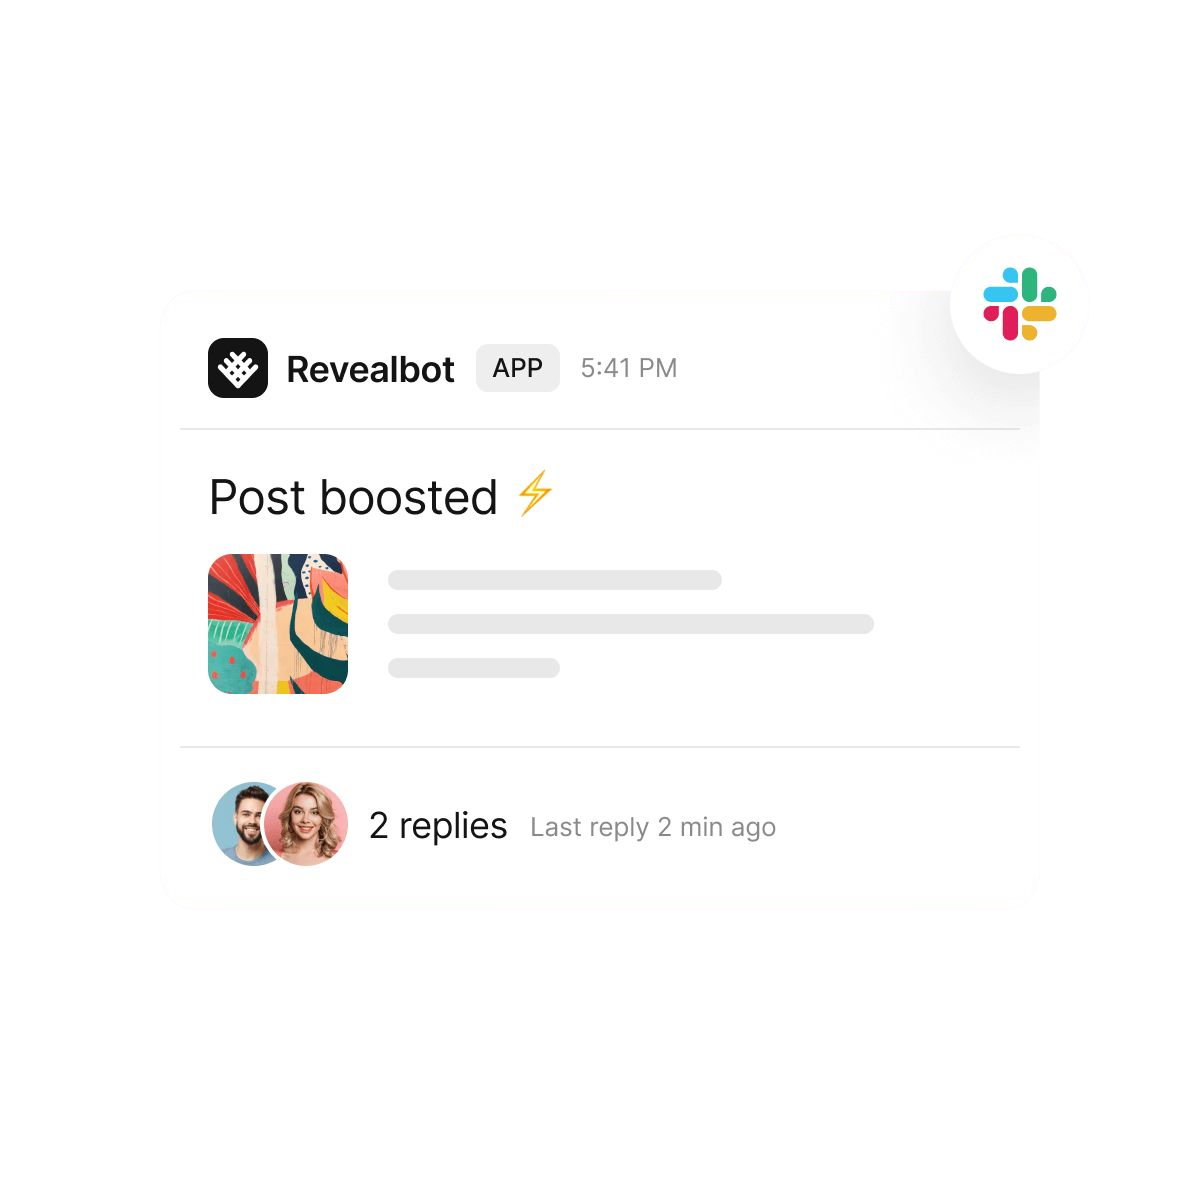 Revealbot APP 5:41 PM
Post boosted ⚡
2 replies Last reply 2 min ago